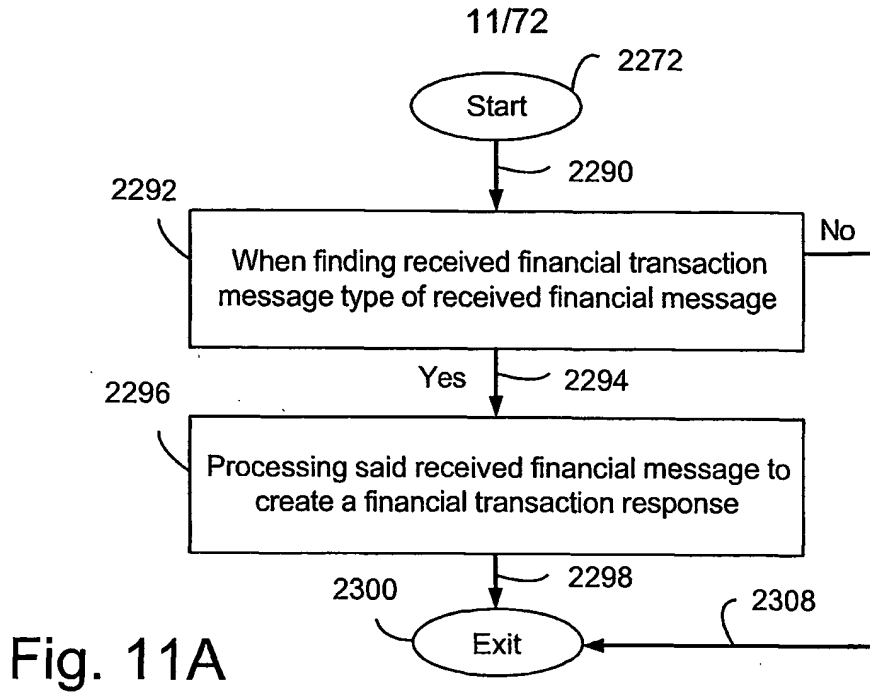 11/72
2272
Start
2290
2292
No
When finding received financial transaction
message type of received financial message
Yes
2294
2296
Processing said received financial message to
create a financial transaction response
2298
2300
2308
Exit
Fig. 11A